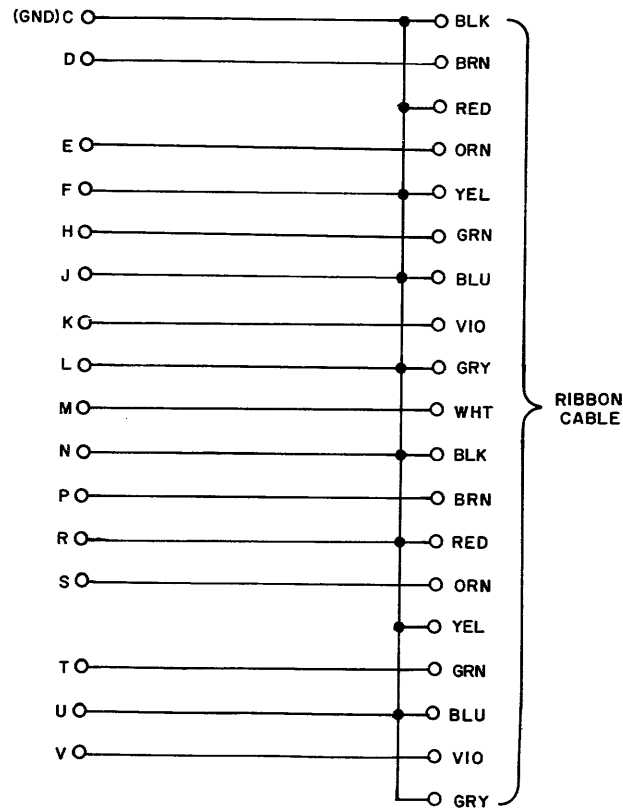 (GND) C BLK
D BRN
RED
E ORN
F YEL
H GRN
J BLU
K VIO
L GRY
M WHT
N BLK
P BRN
R RED
S ORN
YEL
T GRN
U BLU
V VIO
GRY
RIBBON
CABLE